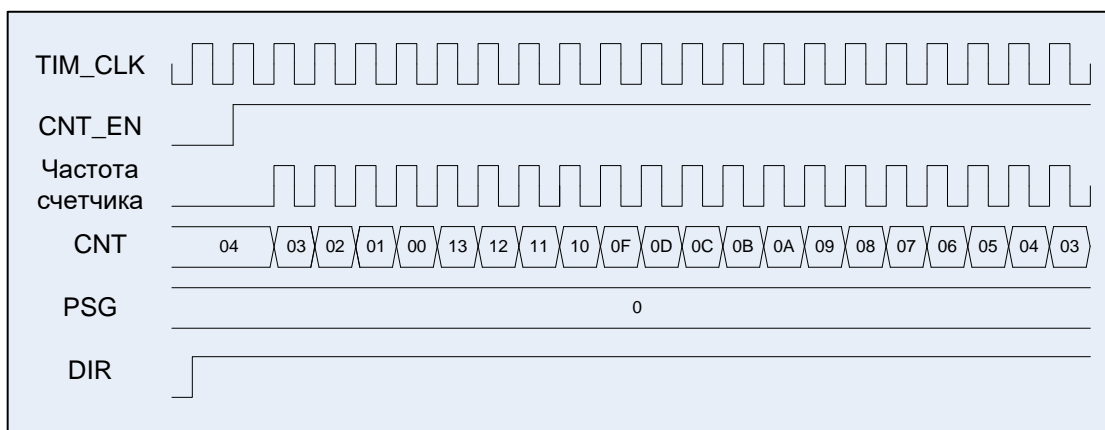 TIM_CLK
CNT_EN
Частота
счетчика
CNT 04 03 02 01 00 13 12 11 10 0F 0D 0C 0B 0A 09 08 07 06 05 04 03
PSG 0
DIR